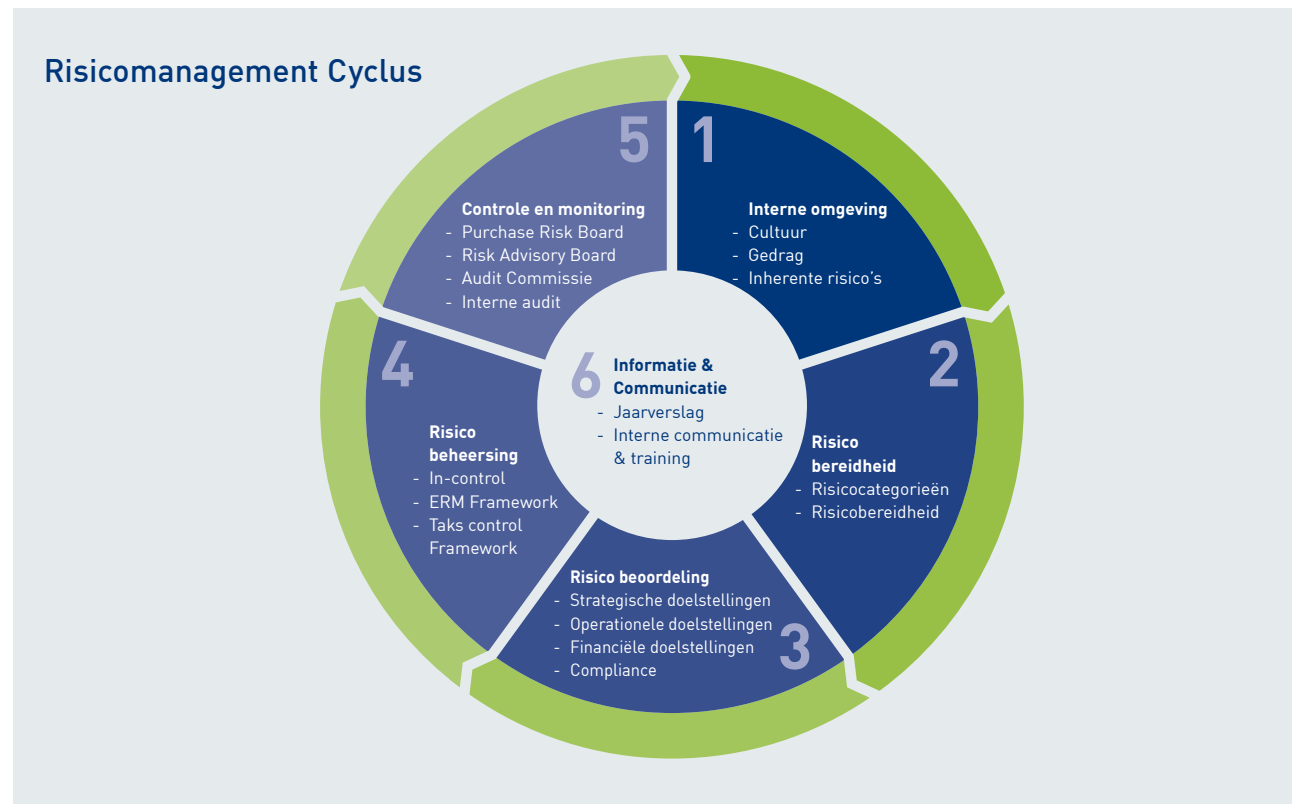 Risicomanagement Cyclus
1
Interne omgeving
- Cultuur
- Gedrag
- Inherente risico's
2
Risico
bereidheid
- Risicocategorieën
- Risicobereidheid
3
Risico beoordeling
- Strategische doelstellingen
- Operationele doelstellingen
- Financiële doelstellingen
- Compliance
4
Risico
beheersing
- In-control
- ERM Framework
- Taks control
Framework
5
Controle en monitoring
- Purchase Risk Board
- Risk Advisory Board
- Audit Commissie
- Interne audit
6
Informatie &
Communicatie
- Jaarverslag
- Interne communicatie
& training